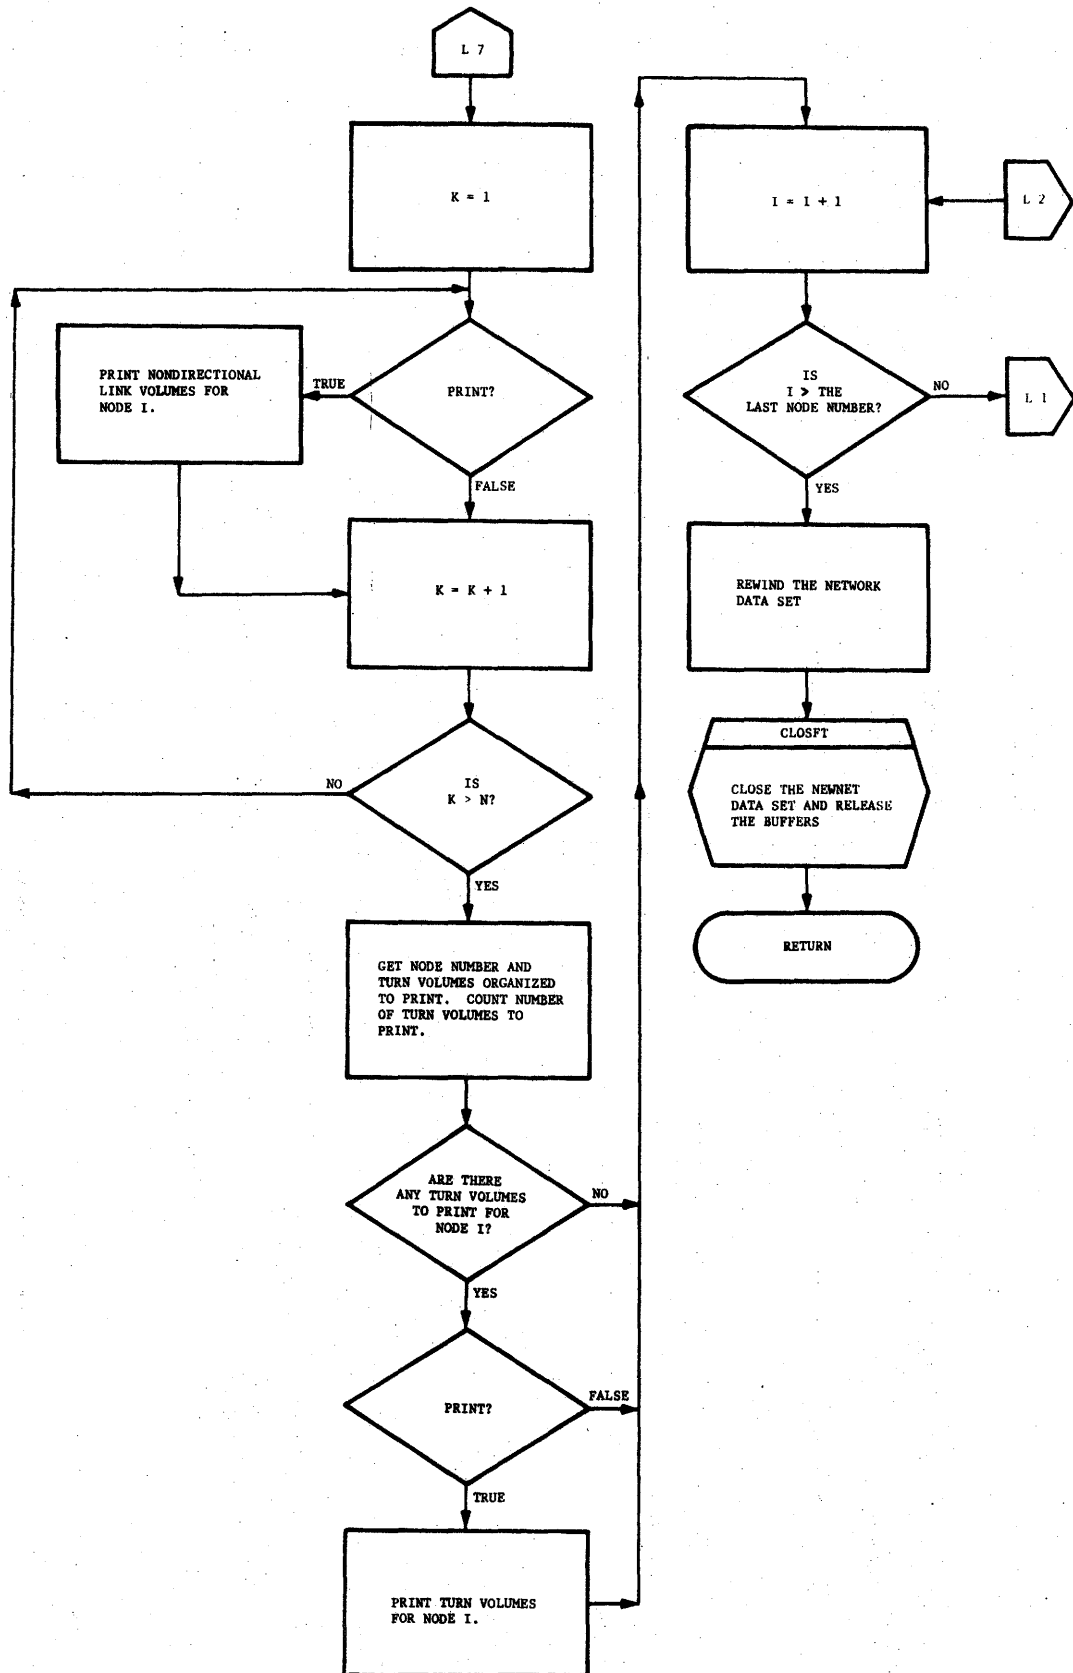 L 7
K = 1
PRINT?
TRUE
PRINT NONDIRECTIONAL
LINK VOLUMES FOR
NODE I.
FALSE
K = K + 1
IS
K > N?
NO
YES
GET NODE NUMBER AND
TURN VOLUMES ORGANIZED
TO PRINT. COUNT NUMBER
OF TURN VOLUMES TO
PRINT.
ARE THERE
ANY TURN VOLUMES
TO PRINT FOR
NODE I?
NO
YES
PRINT?
FALSE
TRUE
PRINT TURN VOLUMES
FOR NODE I.
I = I + 1
L 2
IS
I > THE
LAST NODE NUMBER?
NO
L 1
YES
REWIND THE NETWORK
DATA SET
CLOSFT
CLOSE THE NEWNET
DATA SET AND RELEASE
THE BUFFERS
RETURN